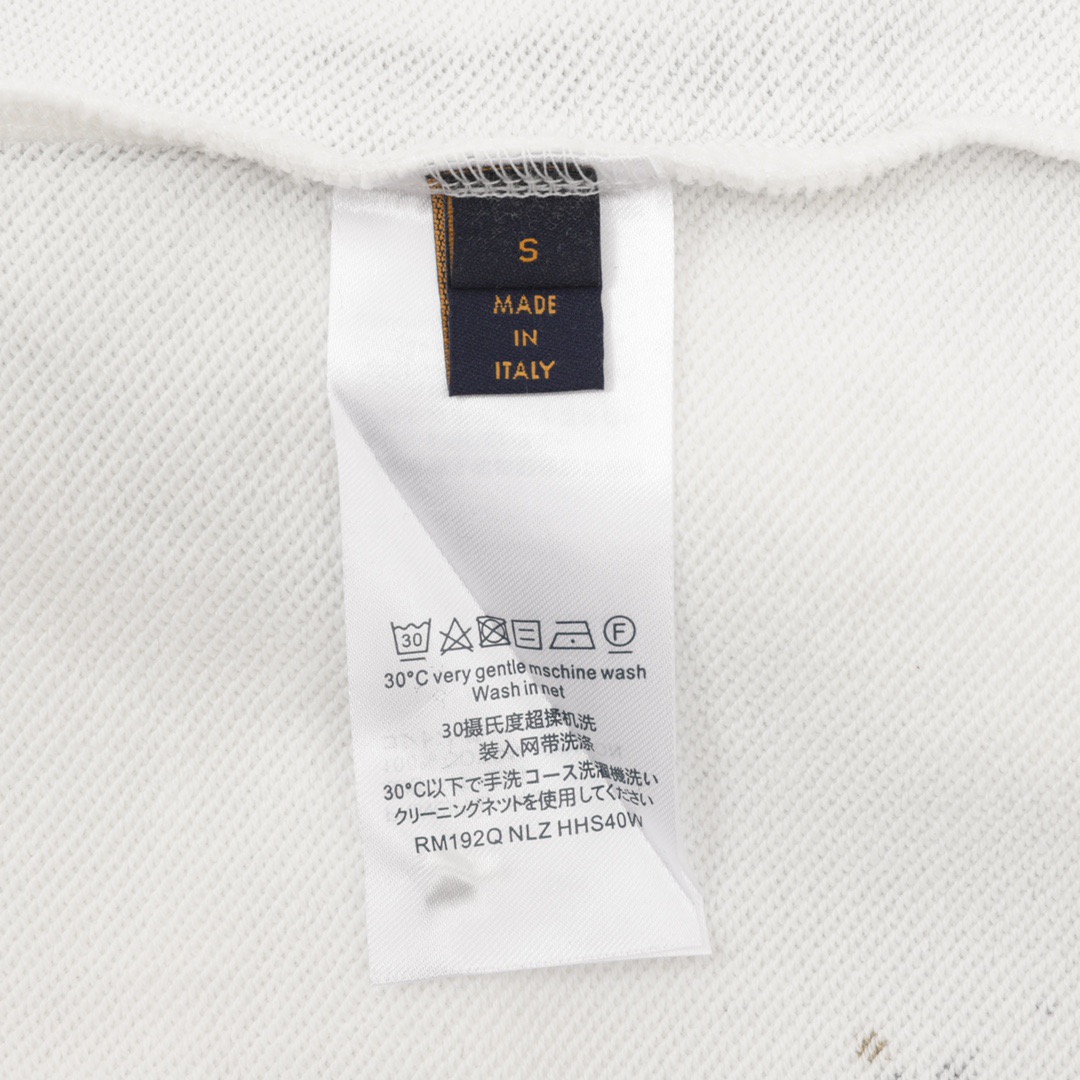 S
MADE
IN
ITALY
30
F
30°C very gentle mschine wash
Wash in net
30摄氏度超揉机洗
装入网带洗涤
30°C以下で手洗コース洗濯機洗い
クリーニングネツトを使用してください
RM192Q NLZ HHS40W